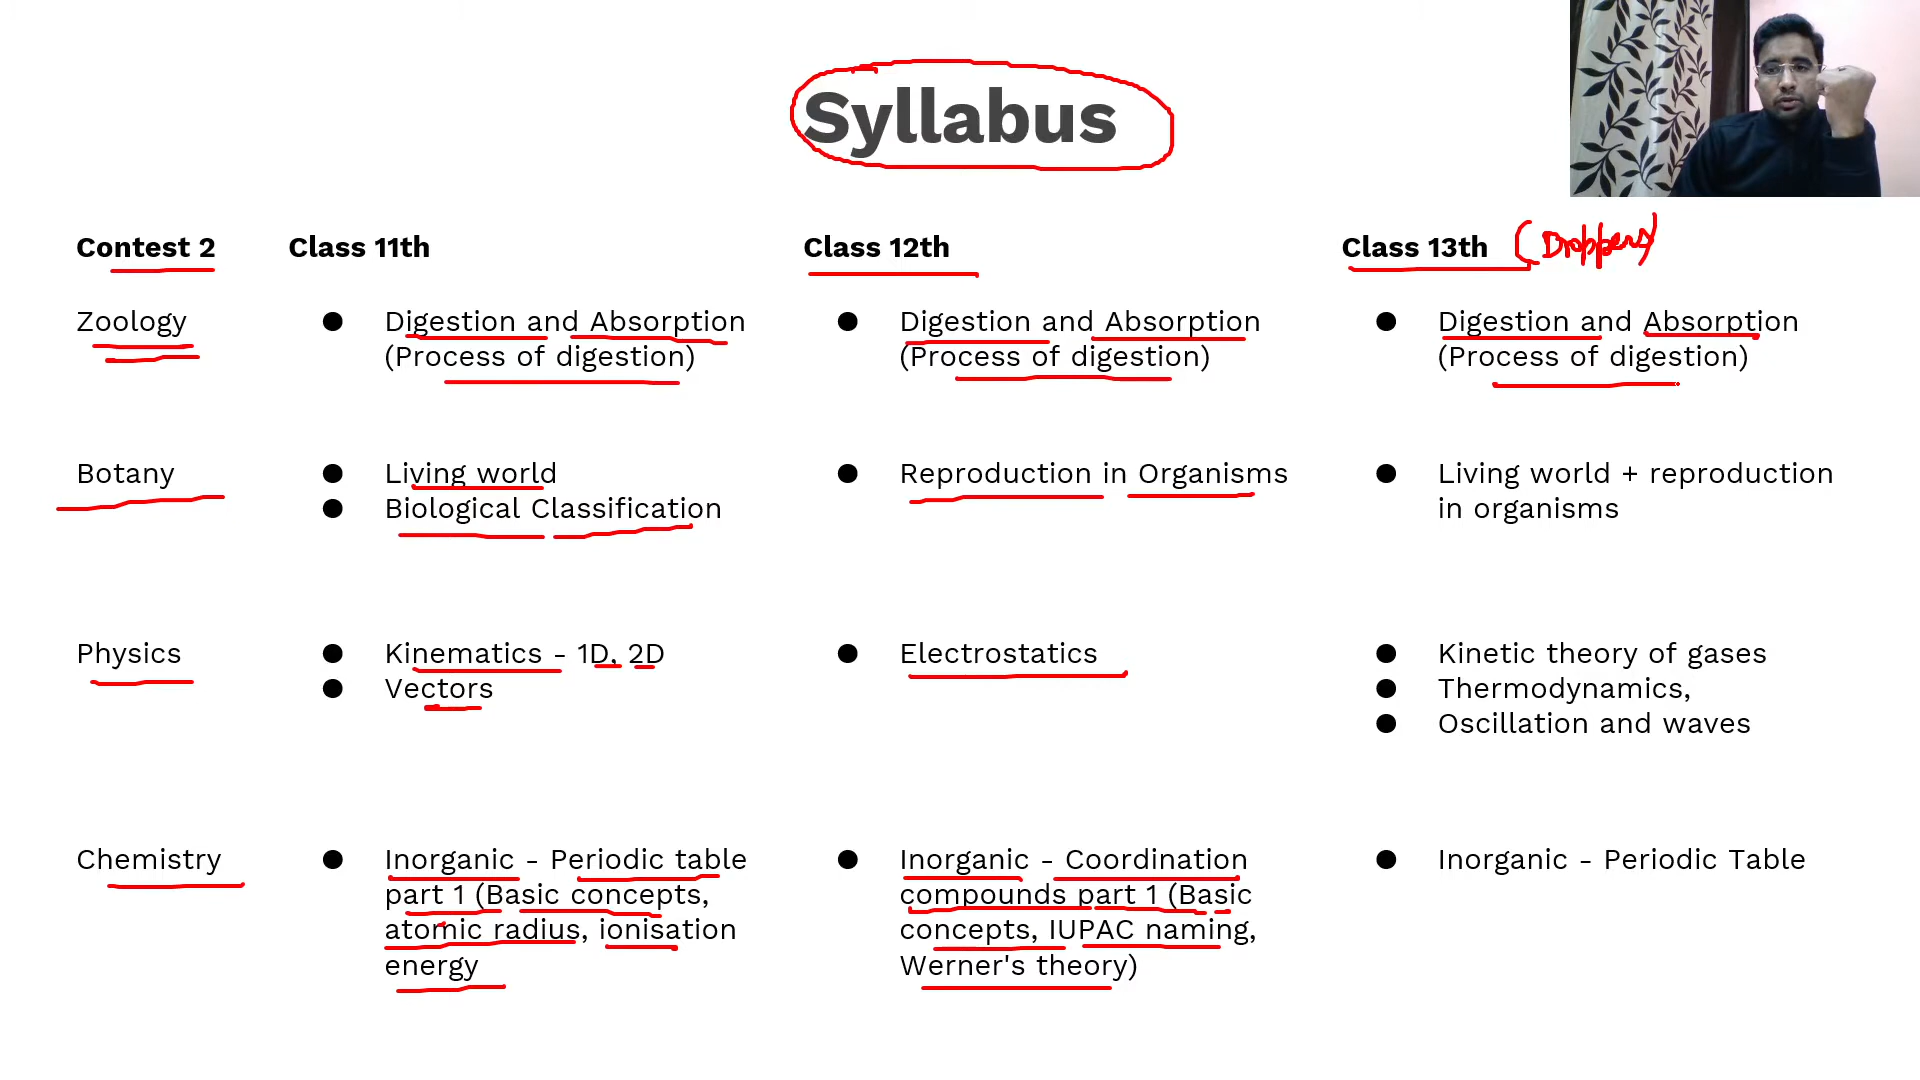 Syllabus
Contest 2 Class 11th Class 12th Class 13th (Droppers)
Zoology
● Digestion and Absorption
(Process of digestion)
● Digestion and Absorption
(Process of digestion)
● Digestion and Absorption
(Process of digestion)
Botany
● Living world
● Biological Classification
● Reproduction in Organisms
● Living world + reproduction
in organisms
Physics
● Kinematics - 1D, 2D
● Vectors
● Electrostatics
● Kinetic theory of gases
● Thermodynamics,
● Oscillation and waves
Chemistry
● Inorganic - Periodic table
part 1 (Basic concepts,
atomic radius, ionisation
energy
● Inorganic - Coordination
compounds part 1 (Basic
concepts, IUPAC naming,
Werner's theory)
● Inorganic - Periodic Table